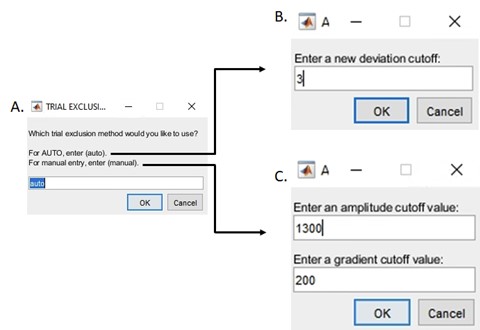 A.
TRIAL EXCLUSI...
Which trial exclusion method would you like to use?
For AUTO, enter (auto).
For manual entry, enter (manual).
auto
OK Cancel
B.
A
Enter a new deviation cutoff:
3
OK Cancel
C.
A
Enter an amplitude cutoff value:
1300
Enter a gradient cutoff value:
200
OK Cancel